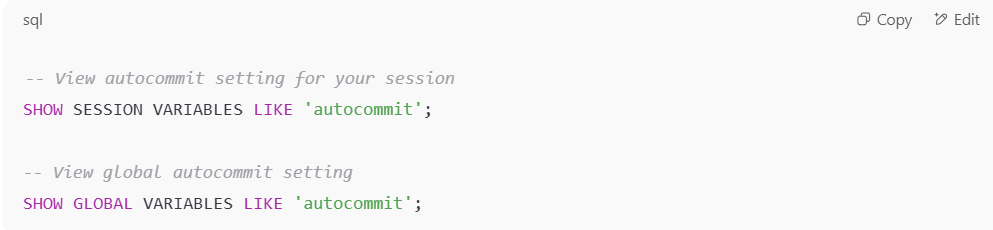 sql
Copy
Edit
-- View autocommit setting for your session
SHOW SESSION VARIABLES LIKE 'autocommit';
-- View global autocommit setting
SHOW GLOBAL VARIABLES LIKE 'autocommit';